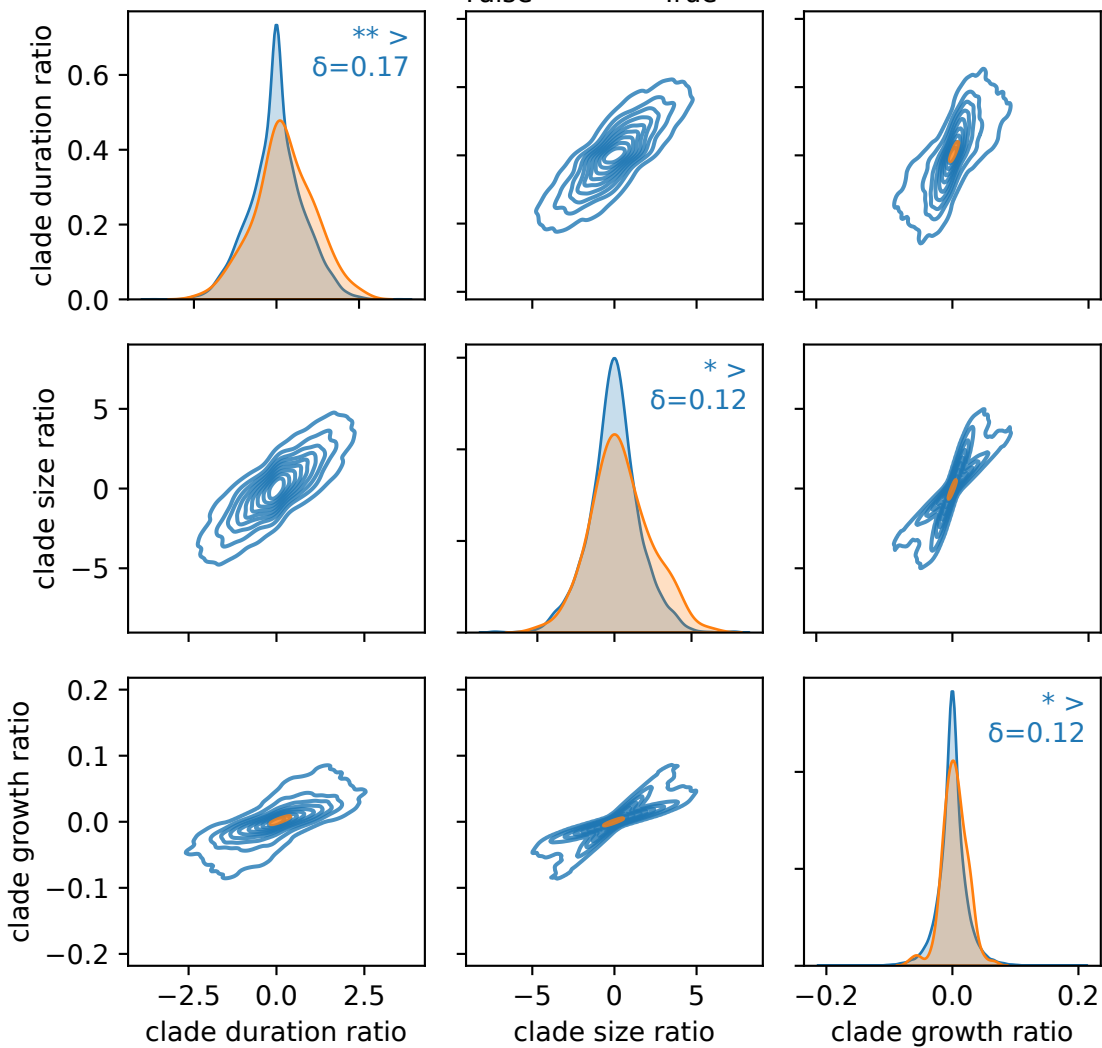 False True
clade duration ratio
0.6
0.4
0.2
0.0
** >
δ=0.17
clade size ratio
5
0
−5
* >
δ=0.12
clade growth ratio
0.2
0.1
0.0
−0.1
−0.2
* >
δ=0.12
−2.5 0.0 2.5
−5 0 5
−0.2 0.0 0.2
clade duration ratio
clade size ratio
clade growth ratio